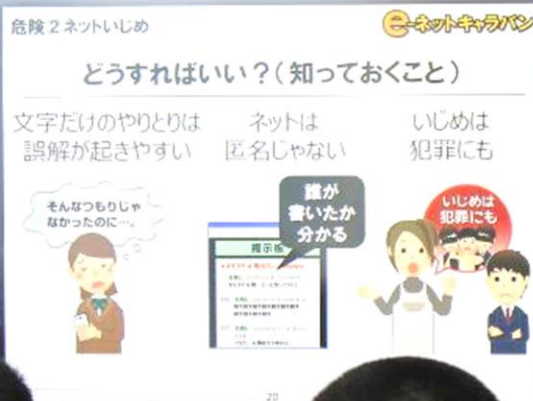 危険2ネットいじめ
e-ネットキャラバン
どうすればいい?(知っておくこと)
文字だけのやりとりは
誤解が起きやすい
ネットは
匿名じゃない
いじめは
犯罪にも
そんなつもりじゃ
なかったのに…。
誰が
書いたか
分かる
掲示板
いじめは
犯罪にも
20